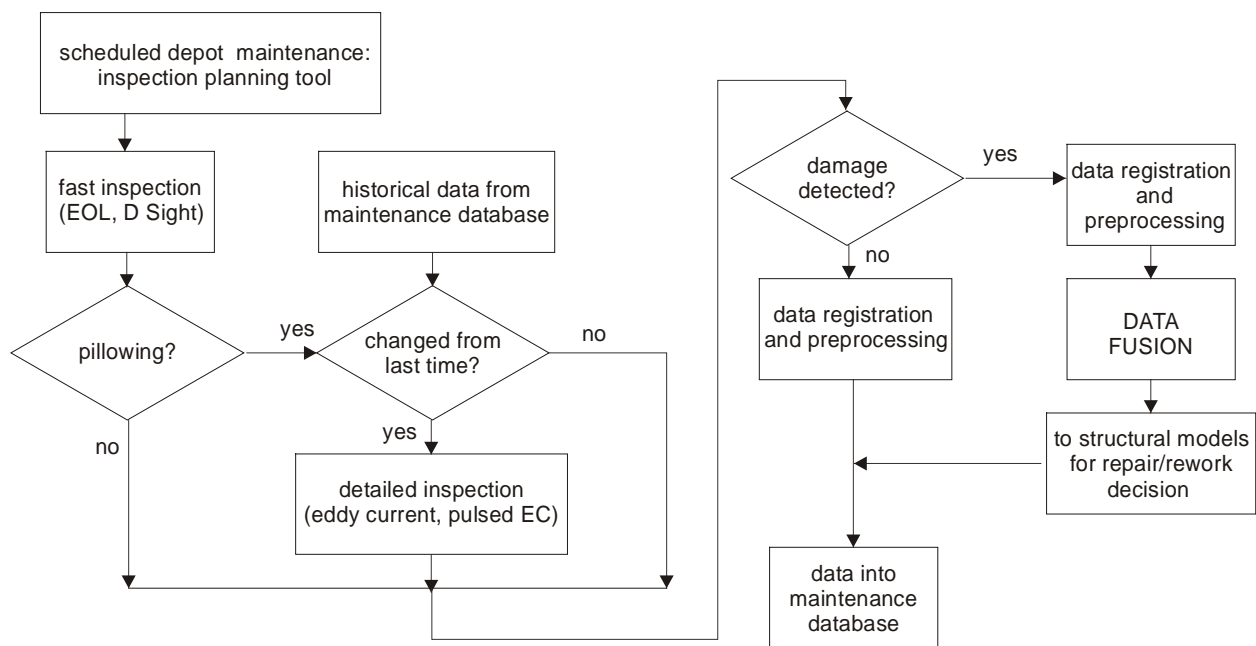 scheduled depot maintenance:
inspection planning tool
fast inspection
(EOL, D Sight)
historical data from
maintenance database
pillowing?
yes
changed from
last time?
no
no
yes
detailed inspection
(eddy current, pulsed EC)
damage
detected?
yes
data registration
and
preprocessing
no
data registration
and preprocessing
DATA
FUSION
to structural models
for repair/rework
decision
data into
maintenance
database